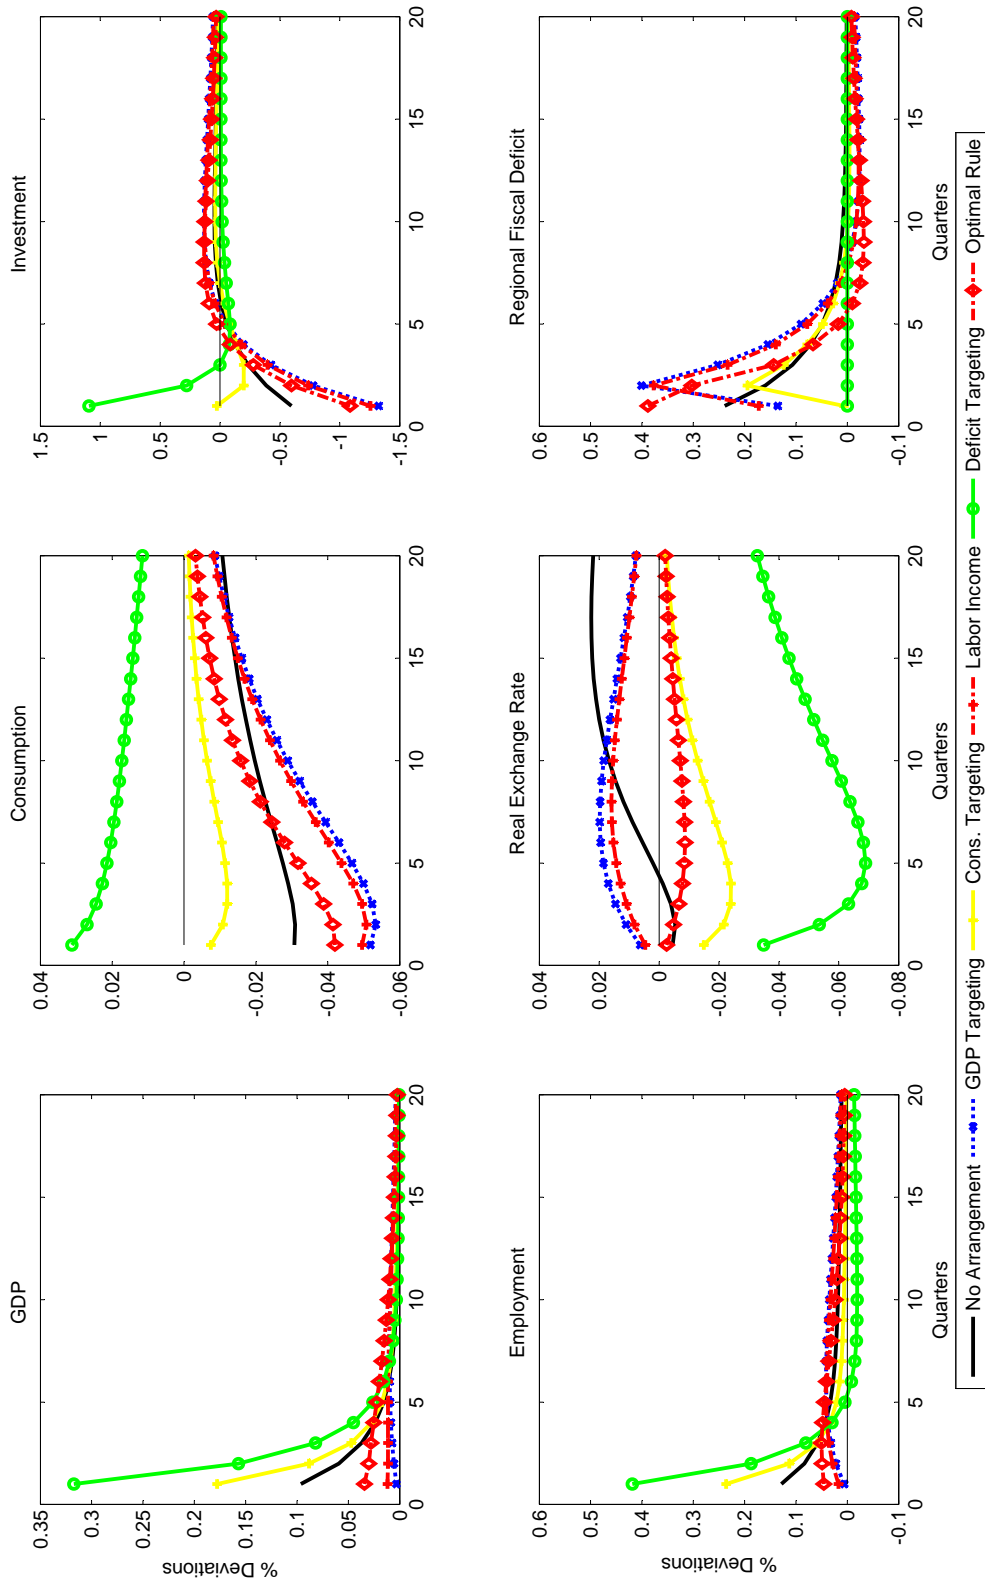 GDP
0.35
0.3
0.25
0.2
0.15
0.1
0.05
0
% Deviations
0 5 10 15 20
Consumption
0.04
0.02
0
-0.02
-0.04
-0.06
0 5 10 15 20
Investment
1.5
1
0.5
0
-0.5
-1
-1.5
0 5 10 15 20
Employment
0.6
0.5
0.4
0.3
0.2
0.1
0
-0.1
% Deviations
0 5 10 15 20
Quarters
Real Exchange Rate
0.04
0.02
0
-0.02
-0.04
-0.06
-0.08
0 5 10 15 20
Quarters
Regional Fiscal Deficit
0.6
0.5
0.4
0.3
0.2
0.1
0
-0.1
0 5 10 15 20
Quarters
No Arrangement GDP Targeting Cons. Targeting Labor Income Deficit Targeting Optimal Rule